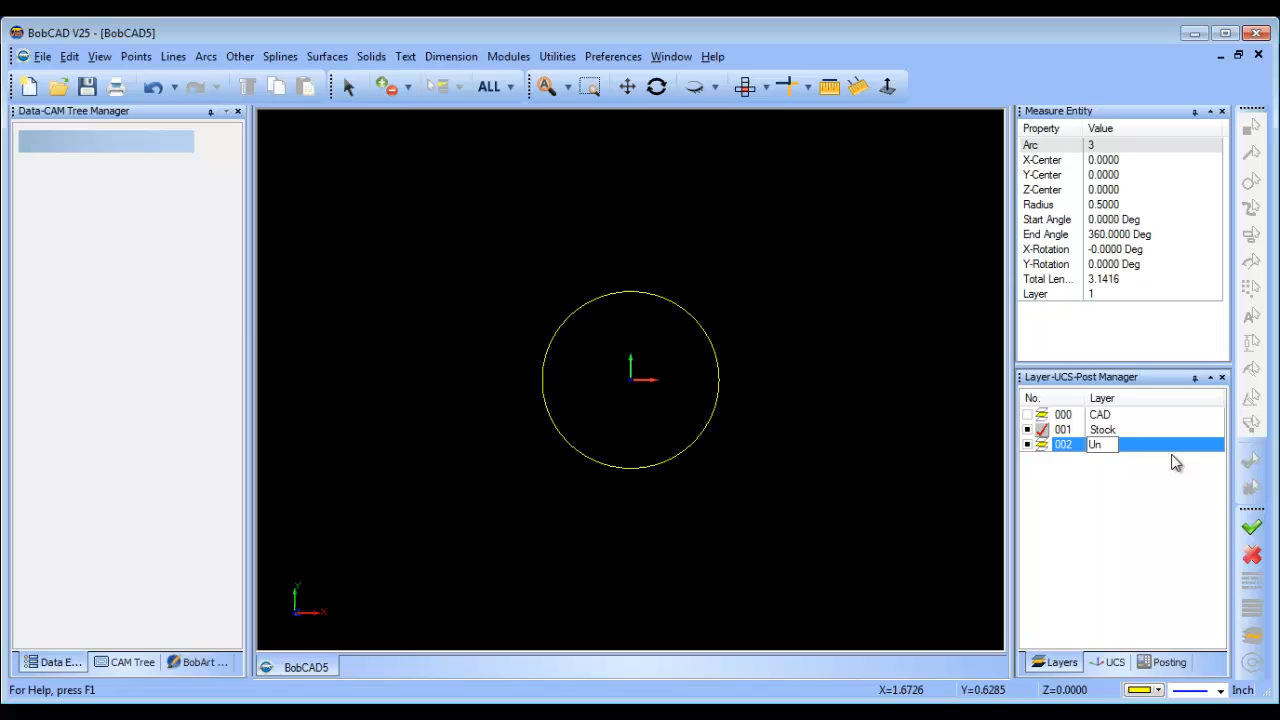 BobCAD V25 - [BobCAD5]
File Edit View Points Lines Arcs Other Splines Surfaces Solids Text Dimension Modules Utilities Preferences Window Help
ALL
Data-CAM Tree Manager
Measure Entity
Property Value
Arc 3
X-Center 0.0000
Y-Center 0.0000
Z-Center 0.0000
Radius 0.5000
Start Angle 0.0000 Deg
End Angle 360.0000 Deg
X-Rotation -0.0000 Deg
Y-Rotation 0.0000 Deg
Total Len... 3.1416
Layer 1
Layer-UCS-Post Manager
No. Layer
000 CAD
001 Stock
002 Un
Y
X
Data E... CAM Tree BobArt ...
BobCAD5
Layers UCS Posting
For Help, press F1
X=1.6726 Y=0.6285 Z=0.0000
Inch